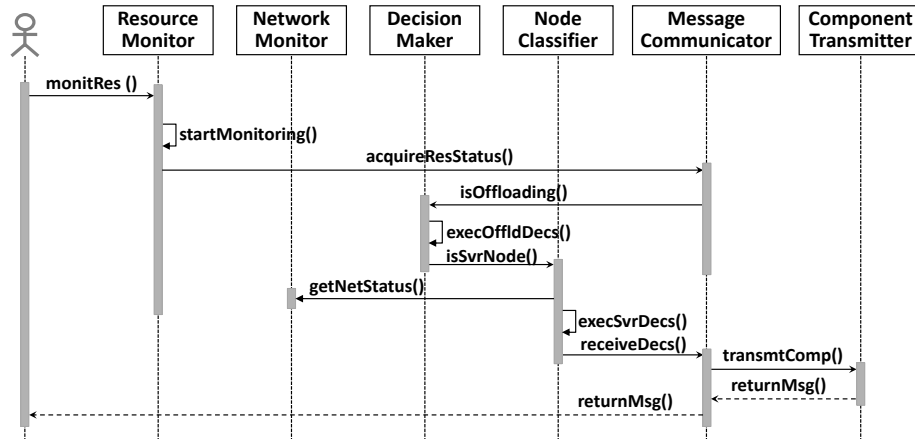 Resource Monitor
Network Monitor
Decision Maker
Node Classifier
Message Communicator
Component Transmitter
monitRes ()
startMonitoring()
acquireResStatus()
isOffloading()
execOffldDecs()
isSvrNode()
getNetStatus()
execSvrDecs()
receiveDecs()
transmtComp()
returnMsg()
returnMsg()